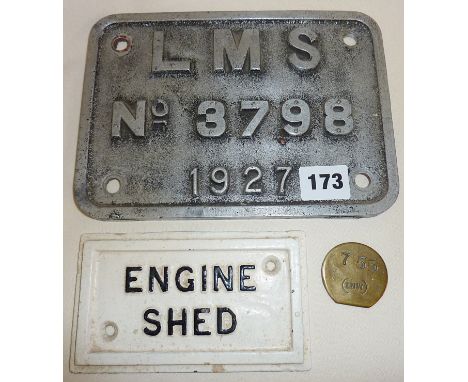 LMS
No 3798
1927
173
ENGINE
SHED